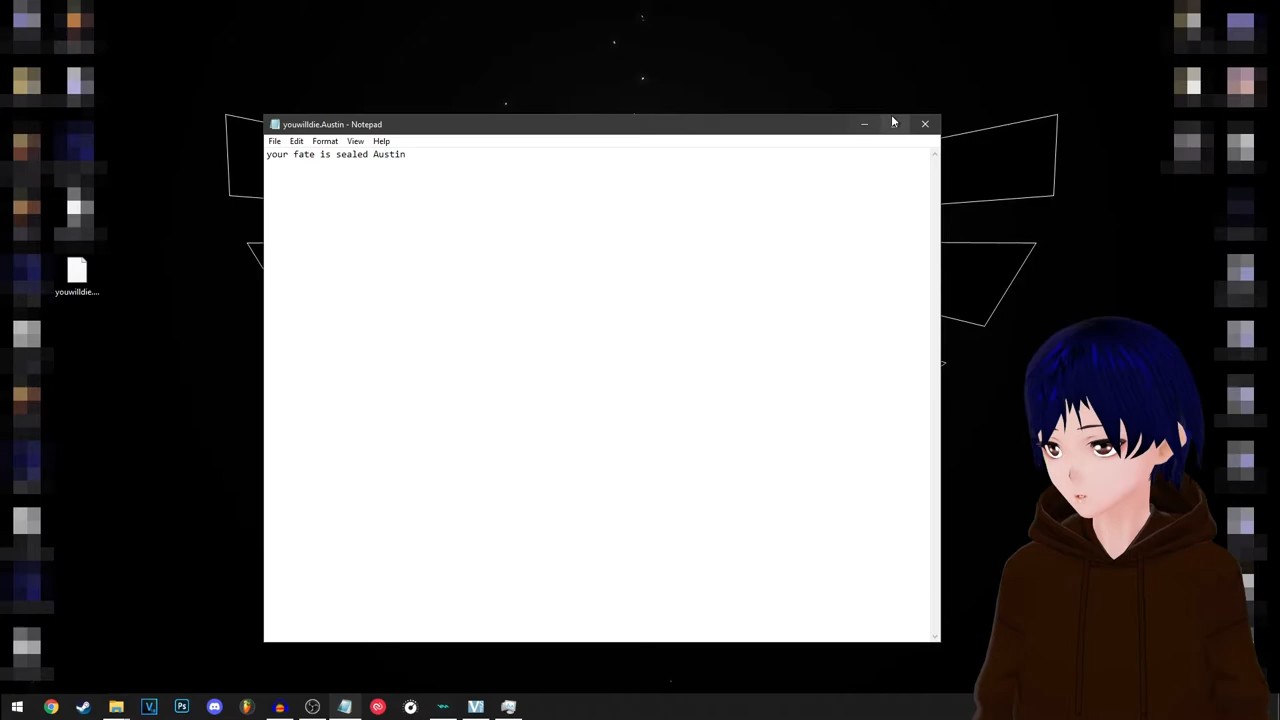 youwilldie.Austin - Notepad
File Edit Format View Help
your fate is sealed Austin
youwilldie....